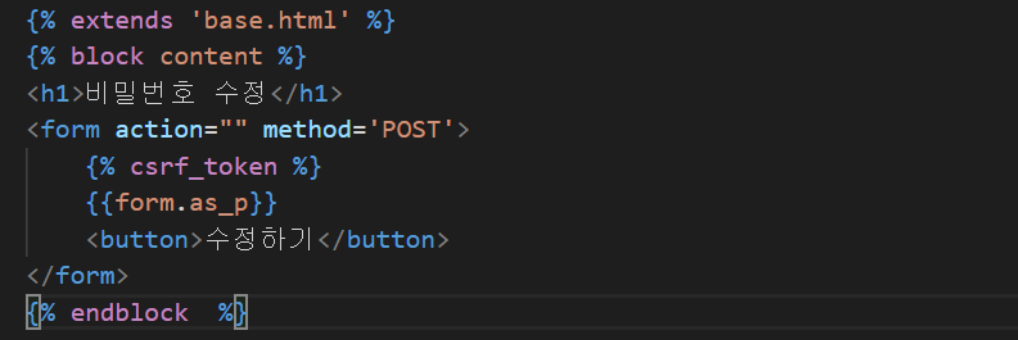 {% extends 'base.html' %}
{% block content %}
<h1>비밀번호 수정</h1>
<form action="" method='POST'>
    {% csrf_token %}
    {{form.as_p}}
    <button>수정하기</button>
</form>
{% endblock  %}